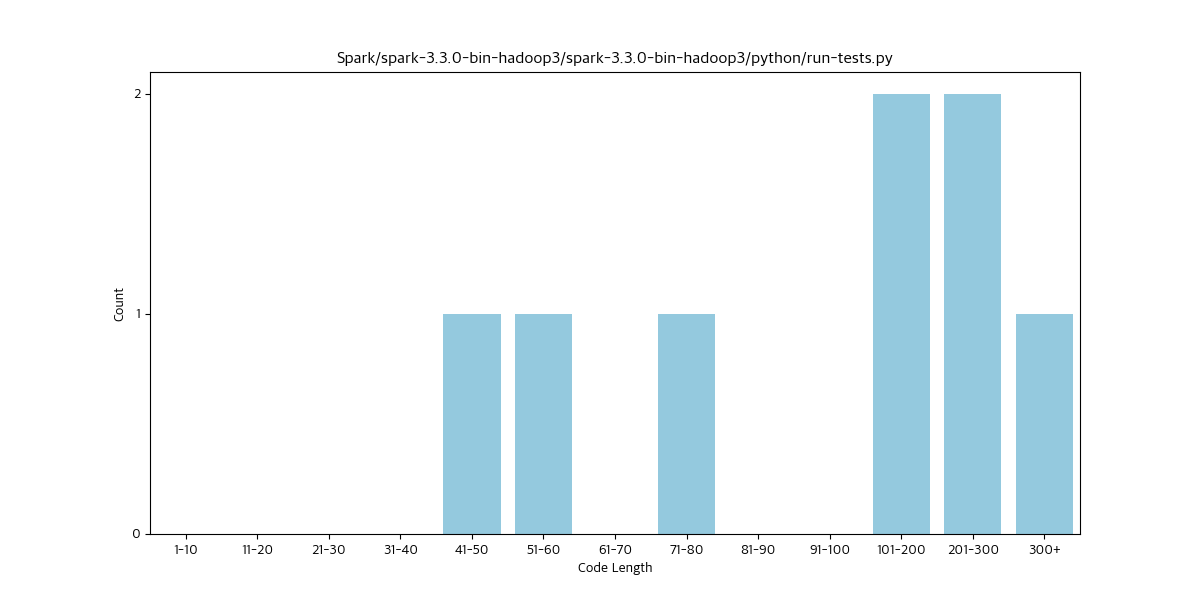 Spark/spark-3.3.0-bin-hadoop3/spark-3.3.0-bin-hadoop3/python/run-tests.py
2
1
0
Count
1-10 11-20 21-30 31-40 41-50 51-60 61-70 71-80 81-90 91-100 101-200 201-300 300+
Code Length